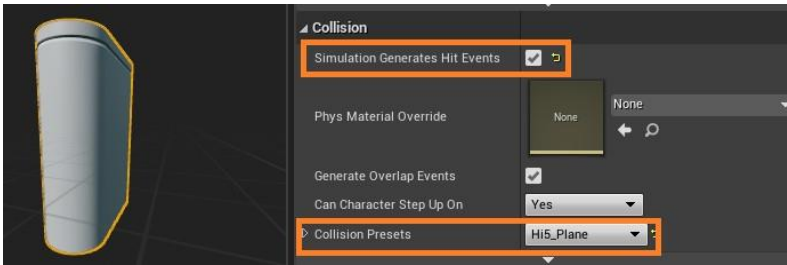 Collision
Simulation Generates Hit Events
Phys Material Override
None
None
Generate Overlap Events
Can Character Step Up On
Yes
Collision Presets
Hi5_Plane